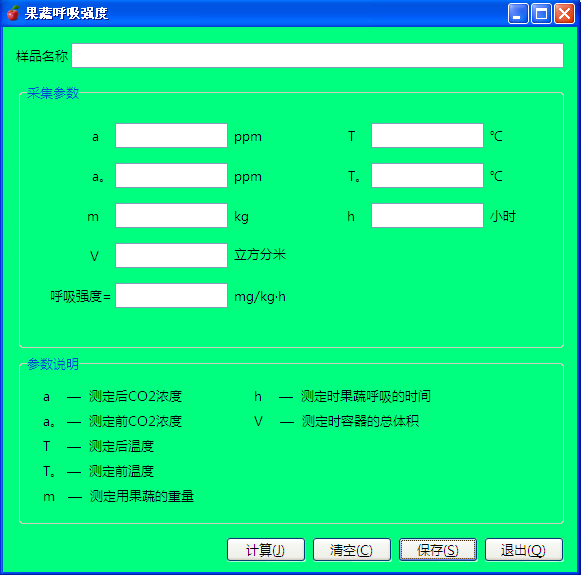 果蔬呼吸强度
样品名称
采集参数
a ppm T ℃
a。 ppm T。 ℃
m kg h 小时
V 立方分米
呼吸强度= mg/kg·h
参数说明
a — 测定后CO2浓度 h — 测定时果蔬呼吸的时间
a。 — 测定前CO2浓度 V — 测定时容器的总体积
T — 测定后温度
T。 — 测定前温度
m — 测定用果蔬的重量
计算(J) 清空(C) 保存(S) 退出(Q)